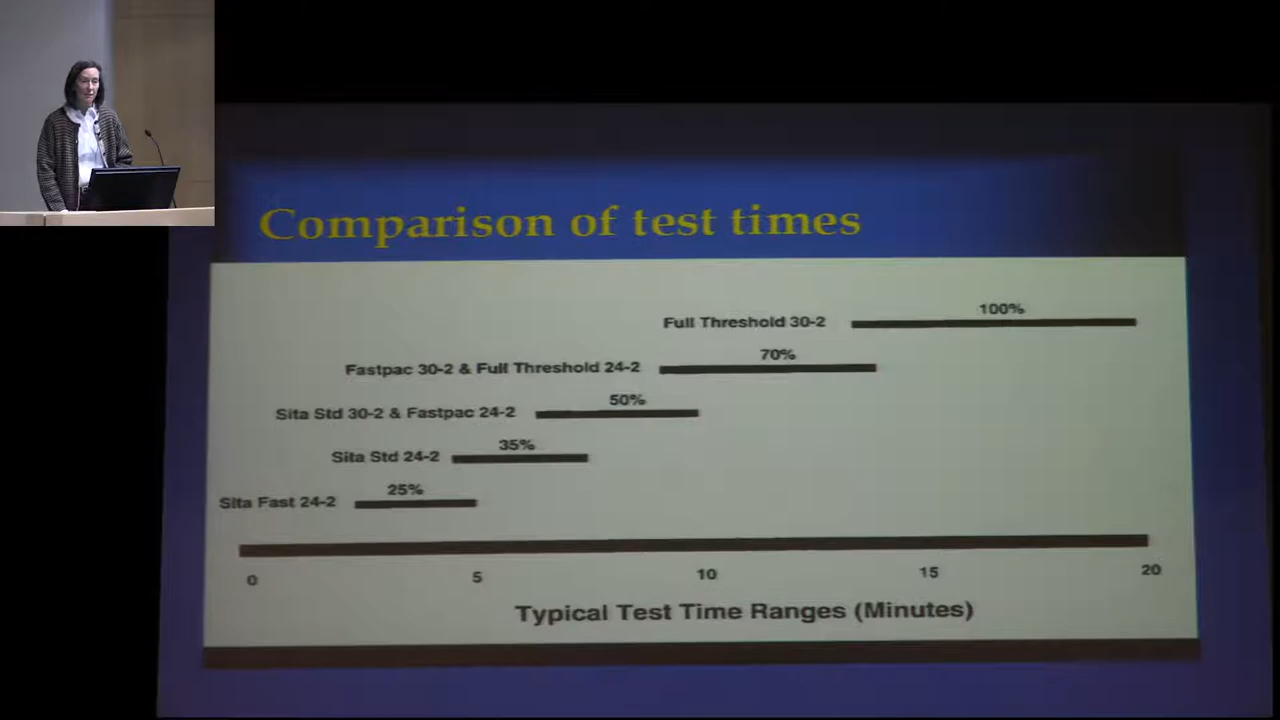 Comparison of test times
Full Threshold 30-2
100%
Fastpac 30-2 & Full Threshold 24-2
70%
Sita Std 30-2 & Fastpac 24-2
50%
Sita Std 24-2
35%
Sita Fast 24-2
25%
0 5 10 15 20
Typical Test Time Ranges (Minutes)